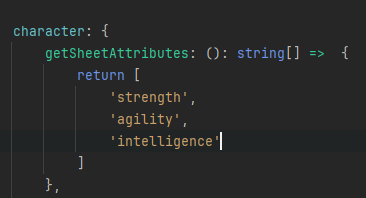 character: {
getSheetAttributes: (): string[] => {
return [
'strength',
'agility',
'intelligence'
]
},